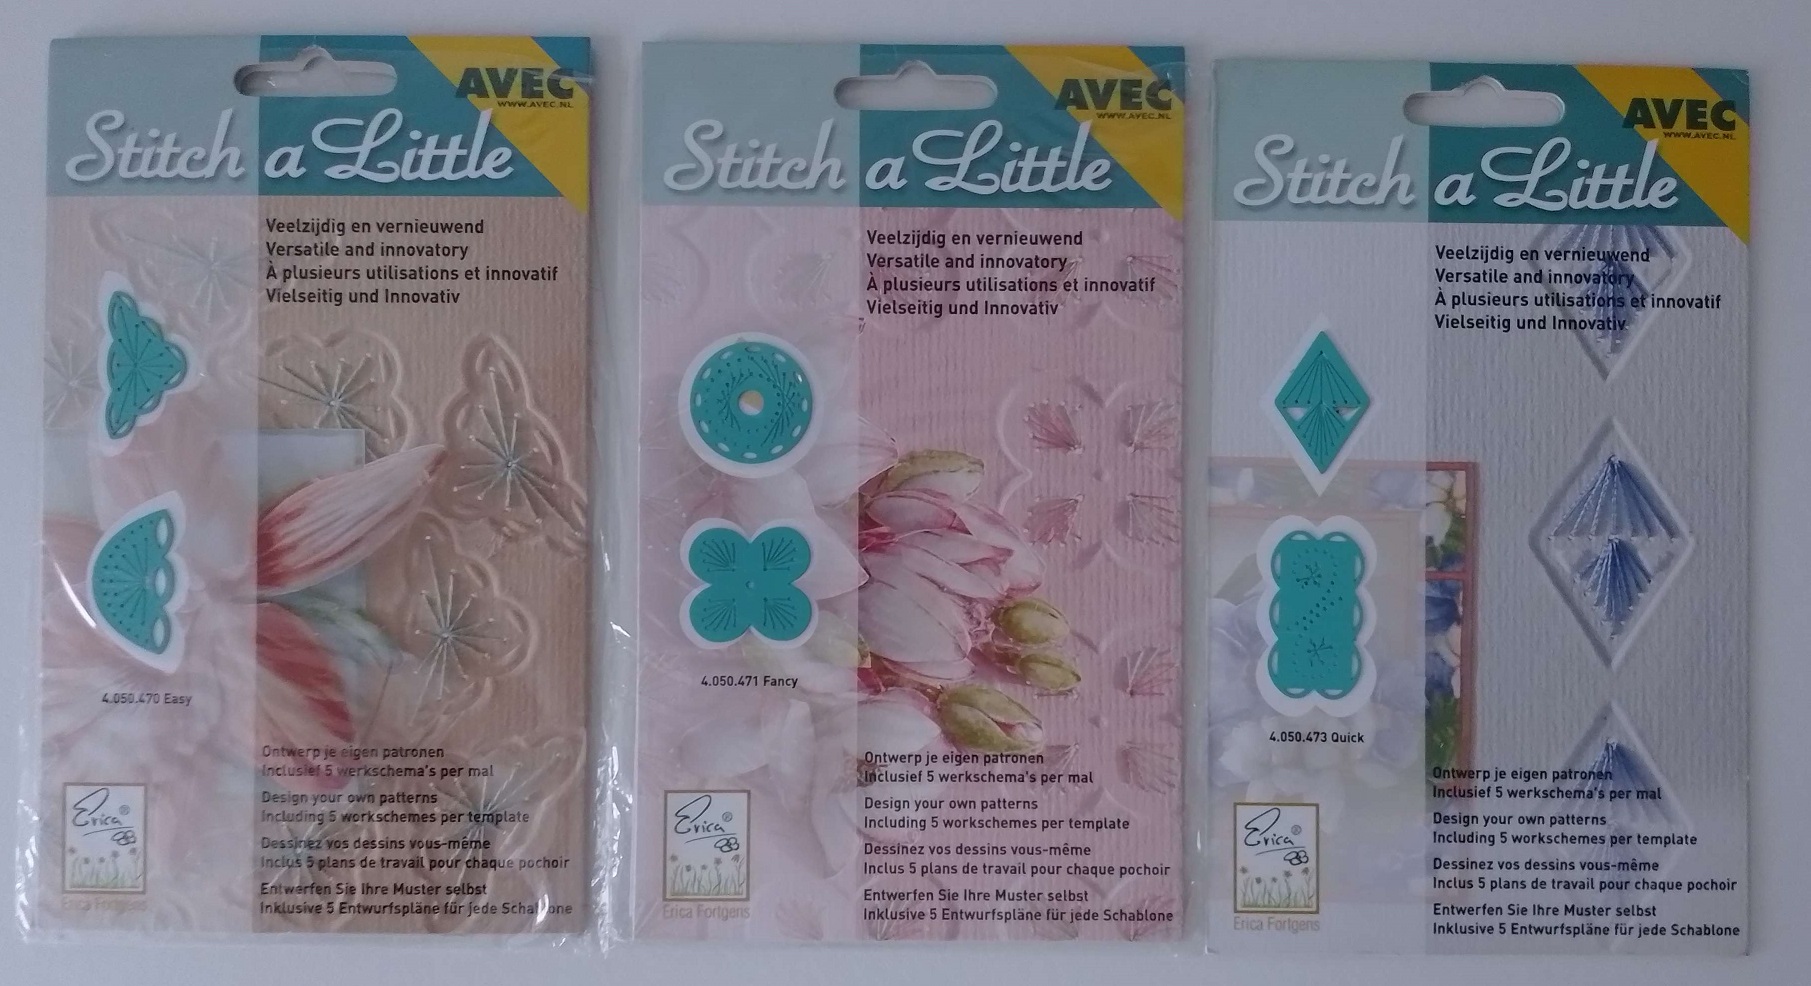 AVEC
WWW.AVEC.NL
Stitch a Little
Veelzijdig en vernieuwend
Versatile and innovatory
À plusieurs utilisations et innovatif
Vielseitig und Innovativ
4.050.470 Easy
Ontwerp je eigen patronen
Inclusief 5 werkschema's per mal
Design your own patterns
Including 5 workschemes per template
Dessinez vos dessins vous-même
Inclus 5 plans de travail pour chaque pochoir
Entwerfen Sie Ihre Muster selbst
Inklusive 5 Entwurfspläne für jede Schablone
Erica®
Erica Fortgens
AVEC
WWW.AVEC.NL
Stitch a Little
Veelzijdig en vernieuwend
Versatile and innovatory
À plusieurs utilisations et innovatif
Vielseitig und Innovativ
4.050.471 Fancy
Ontwerp je eigen patronen
Inclusief 5 werkschema's per mal
Design your own patterns
Including 5 workschemes per template
Dessinez vos dessins vous-même
Inclus 5 plans de travail pour chaque pochoir
Entwerfen Sie Ihre Muster selbst
Inklusive 5 Entwurfspläne für jede Schablone
Erica®
Erica Fortgens
AVEC
WWW.AVEC.NL
Stitch a Little
Veelzijdig en vernieuwend
Versatile and innovatory
À plusieurs utilisations et innovatif
Vielseitig und Innovativ
4.050.473 Quick
Ontwerp je eigen patronen
Inclusief 5 werkschema's per mal
Design your own patterns
Including 5 workschemes per template
Dessinez vos dessins vous-même
Inclus 5 plans de travail pour chaque pochoir
Entwerfen Sie Ihre Muster selbst
Inklusive 5 Entwurfspläne für jede Schablone
Erica®
Erica Fortgens